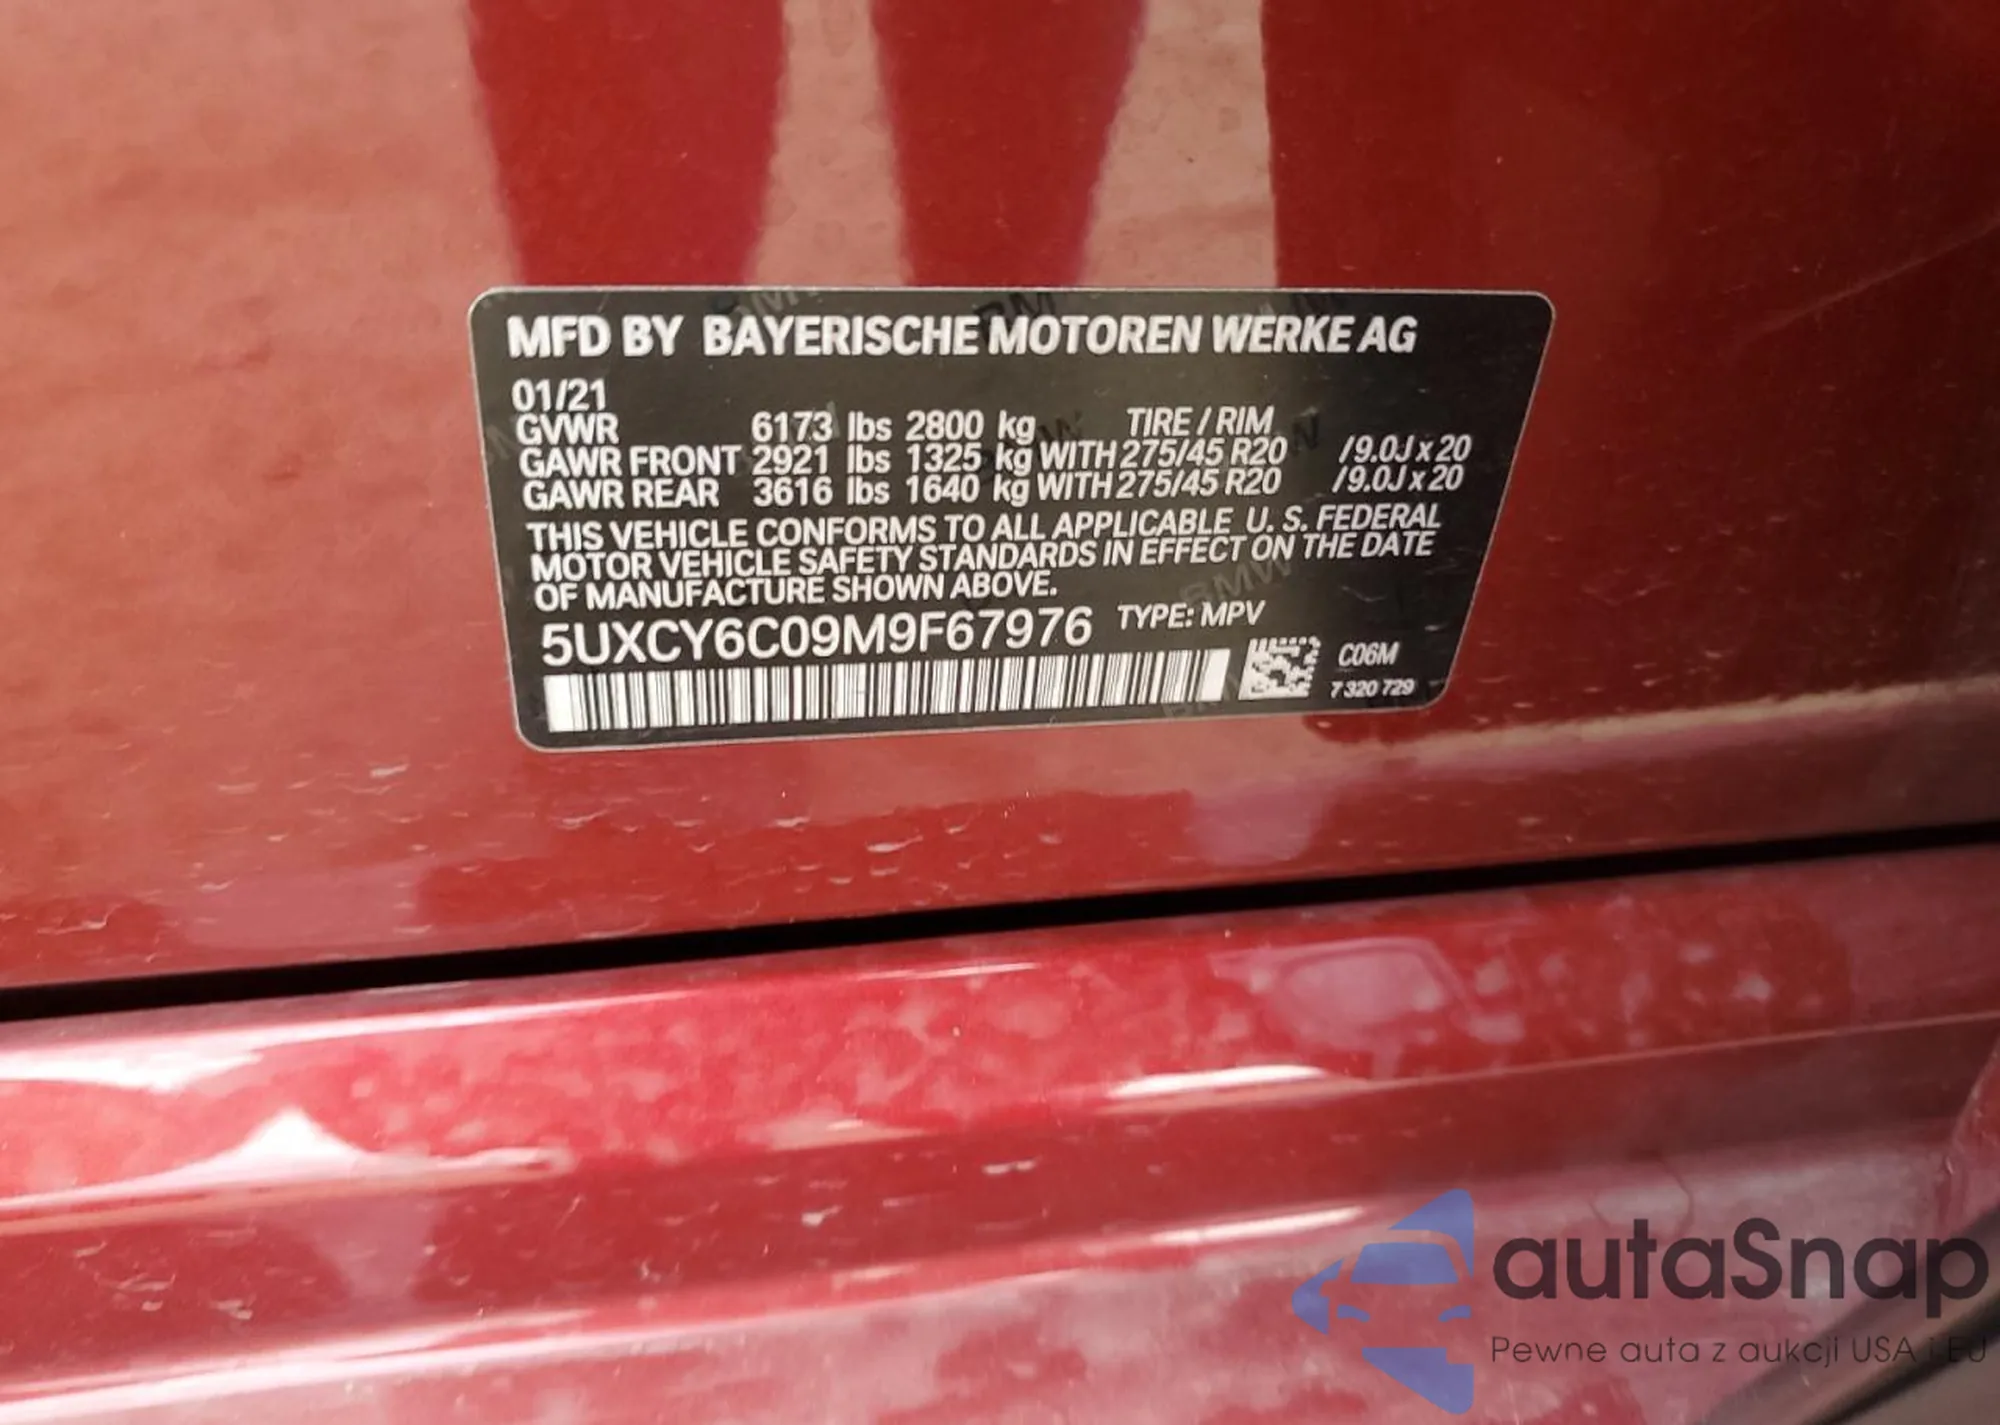 MFD BY BAYERISCHE MOTOREN WERKE AG
01/21
GVWR 6173 lbs 2800 kg TIRE / RIM
GAWR FRONT 2921 lbs 1325 kg WITH 275/45 R20 /9.0J x 20
GAWR REAR 3616 lbs 1640 kg WITH 275/45 R20 /9.0J x 20
THIS VEHICLE CONFORMS TO ALL APPLICABLE U. S. FEDERAL
MOTOR VEHICLE SAFETY STANDARDS IN EFFECT ON THE DATE
OF MANUFACTURE SHOWN ABOVE.
5UXCY6C09M9F67976 TYPE: MPV
C06M
7 320 729
autaSnap
Pewne auta z aukcji USA i EU